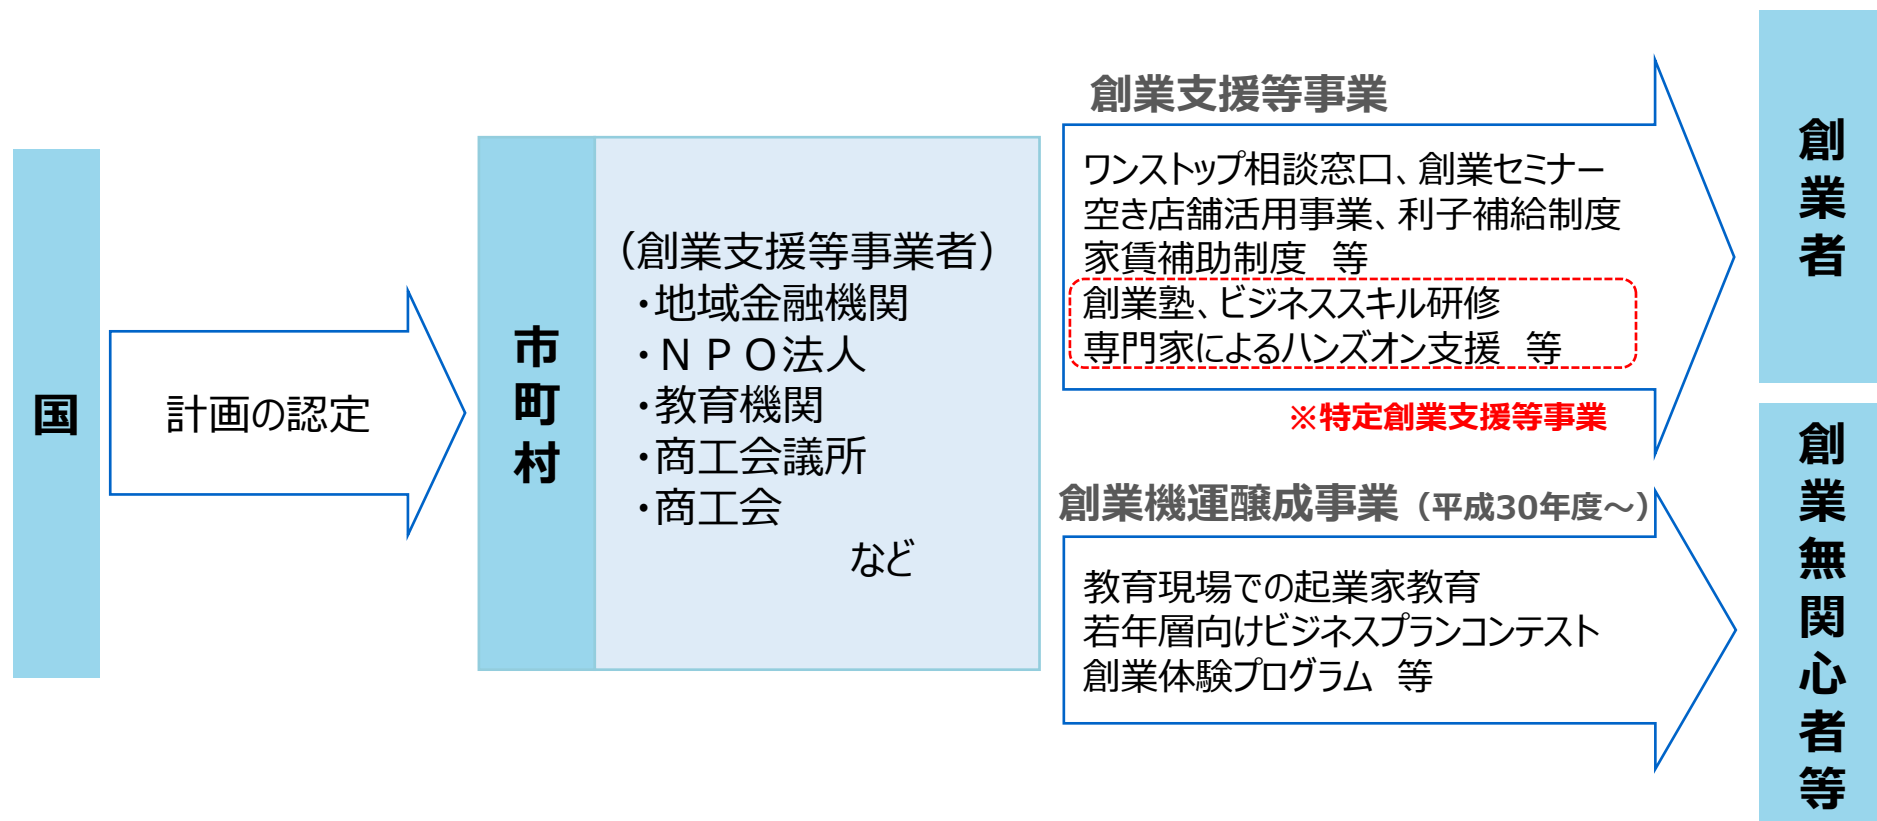 国
計画の認定
市町村
（創業支援等事業者）
・地域金融機関
・ＮＰＯ法人
・教育機関
・商工会議所
・商工会
など
創業支援等事業
ワンストップ相談窓口、創業セミナー
空き店舗活用事業、利子補給制度
家賃補助制度　等
創業塾、ビジネススキル研修
専門家によるハンズオン支援　等
※特定創業支援等事業
創業機運醸成事業（平成30年度～）
教育現場での起業家教育
若年層向けビジネスプランコンテスト
創業体験プログラム　等
創業者
創業無関心者等